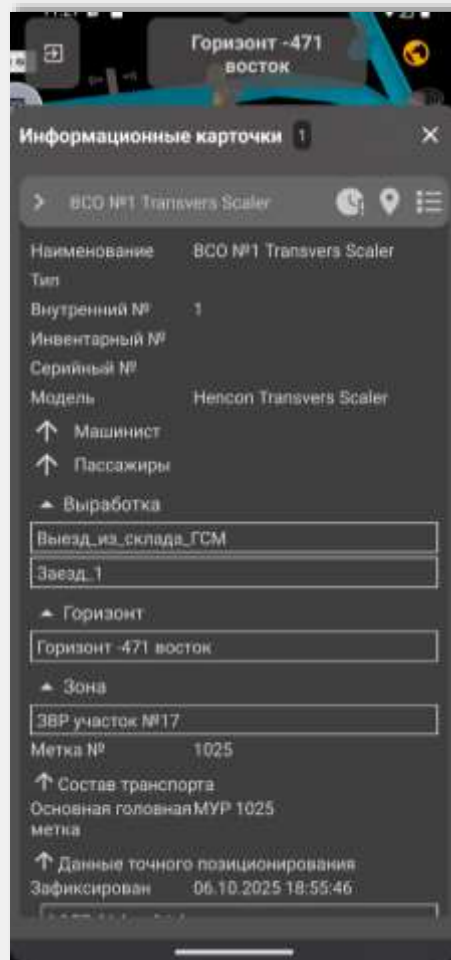 Горизонт -471
восток
Информационные карточки 1
ВСО №1 Transvers Scaler
Наименование ВСО №1 Transvers Scaler
Тип
Внутренний № 1
Инвентарный №
Серийный №
Модель Hencon Transvers Scaler
Машинист
Пассажиры
Выработка
Выезд_из_склада_ГСМ
Заезд_1
Горизонт
Горизонт -471 восток
Зона
ЗВР участок №17
Метка № 1025
Состав транспорта
Основная головная МУР 1025
метка
Данные точного позиционирования
Зафиксирован 06.10.2025 18:55:46